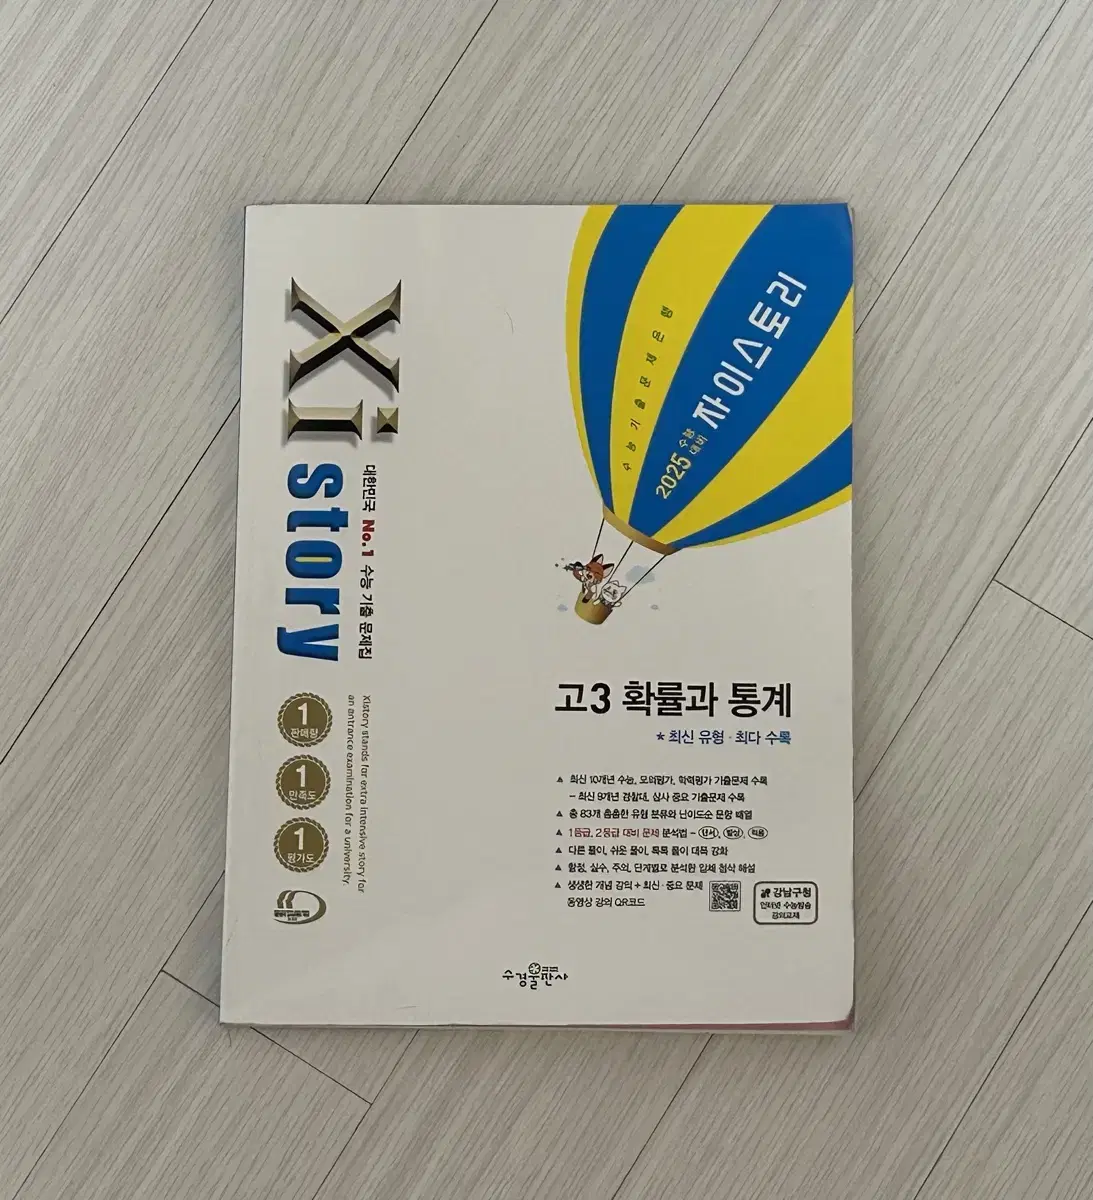 Xi story
대한민국 No.1 수능 기출 문제집
Xistory stands for extra intensive story for
an antrance examination for a university.
1
판매량
1
만족도
1
평가도
수능기출문제은행
2025 수능 대비
자이스토리
고3 확률과 통계
★ 최신 유형·최다 수록
▲ 최신 10개년 수능, 모의평가, 학력평가 기출문제 수록
– 최신 9개년 경찰대, 삼사 중요 기출문제 수록
▲ 총 83개 촘촘한 유형 분류와 난이도순 문항 배열
▲ 1등급, 2등급 대비 문제 분석법 – 단서, 발상, 적용
▲ 다른 풀이, 쉬운 풀이, 톡톡 풀이 대폭 강화
▲ 함정, 실수, 주의, 단계별로 분석한 입체 첨삭 해설
▲ 생생한 개념 강의 + 최신·중요 문제
동영상 강의 QR코드
강남구청
인터넷 수능방송
강의교재
수경출판사